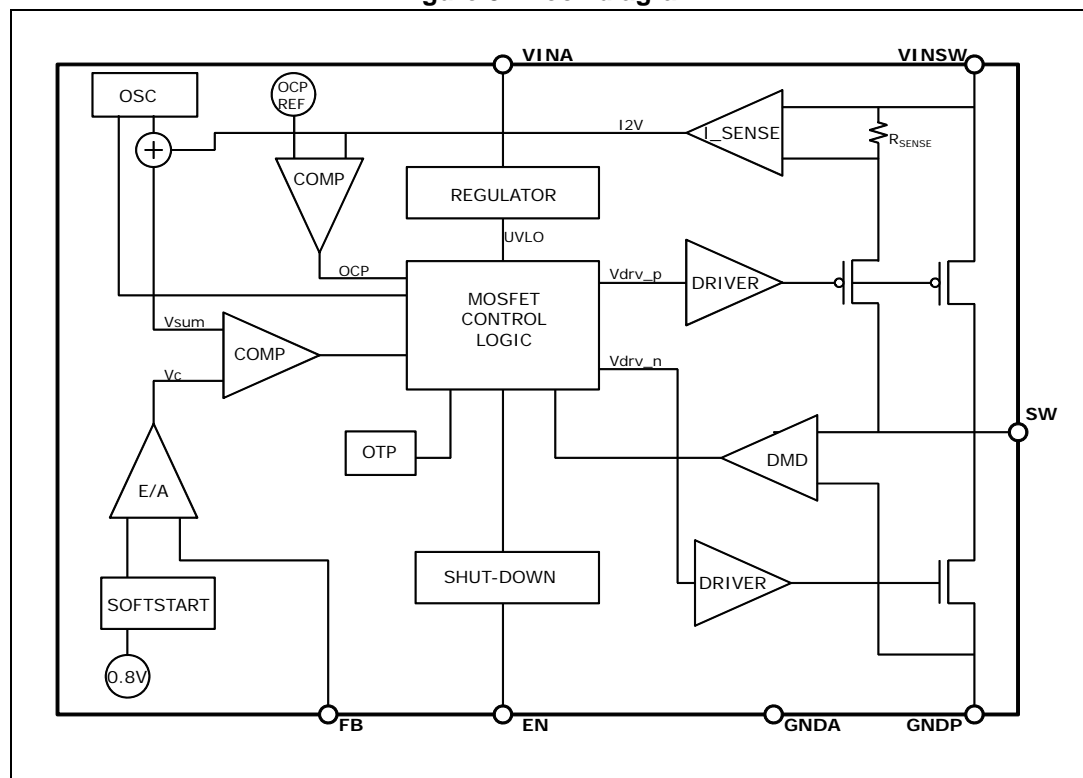 VINA
VINSW
OSC
OCP
REF
I2V
I_SENSE
RSENSE
+
COMP
REGULATOR
UVLO
OCP
MOSFET
CONTROL
LOGIC
Vdrv_p
DRIVER
Vsum
COMP
Vc
Vdrv_n
SW
OTP
DMD
E/A
SHUT-DOWN
DRIVER
SOFTSTART
0.8V
FB
EN
GNDA
GNDP